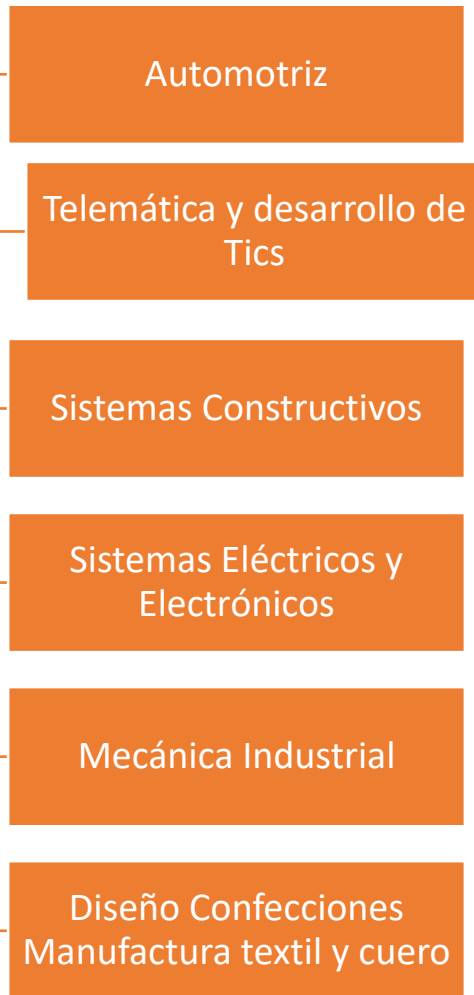 Automotriz
Telemática y desarrollo de
Tics
Sistemas Constructivos
Sistemas Eléctricos y
Electrónicos
Mecánica Industrial
Diseño Confecciones
Manufactura textil y cuero